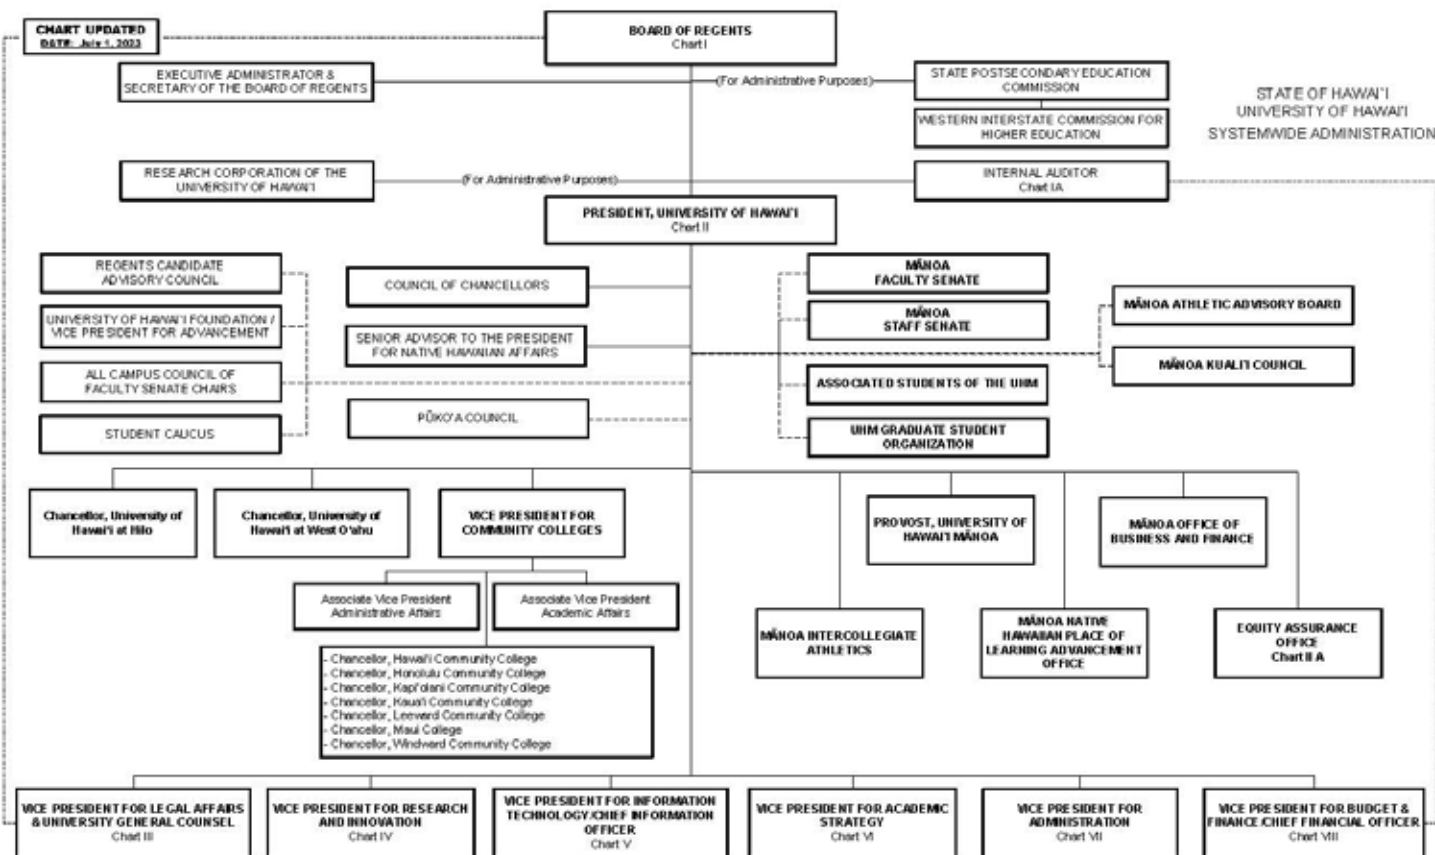 CHART UPDATED
DATE: July 1, 2023
BOARD OF REGENTS
Chart I
EXECUTIVE ADMINISTRATOR &
SECRETARY OF THE BOARD OF REGENTS
(For Administrative Purposes)
STATE POSTSECONDARY EDUCATION
COMMISSION
WESTERN INTERSTATE COMMISSION FOR
HIGHER EDUCATION
STATE OF HAWAI'I
UNIVERSITY OF HAWAI'I
SYSTEMWIDE ADMINISTRATION
RESEARCH CORPORATION OF THE
UNIVERSITY OF HAWAI'I
(For Administrative Purposes)
INTERNAL AUDITOR
Chart IA
PRESIDENT, UNIVERSITY OF HAWAI'I
Chart II
REGENTS CANDIDATE
ADVISORY COUNCIL
UNIVERSITY OF HAWAI'I FOUNDATION /
VICE PRESIDENT FOR ADVANCEMENT
ALL CAMPUS COUNCIL OF
FACULTY SENATE CHAIRS
STUDENT CAUCUS
COUNCIL OF CHANCELLORS
SENIOR ADVISOR TO THE PRESIDENT
FOR NATIVE HAWAIIAN AFFAIRS
PŪKO'A COUNCIL
MĀNOA
FACULTY SENATE
MĀNOA
STAFF SENATE
ASSOCIATED STUDENTS OF THE UHM
UHM GRADUATE STUDENT
ORGANIZATION
MĀNOA ATHLETIC ADVISORY BOARD
MĀNOA KUALI'I COUNCIL
Chancellor, University of
Hawai'i at Hilo
Chancellor, University of
Hawai'i at West O'ahu
VICE PRESIDENT FOR
COMMUNITY COLLEGES
PROVOST, UNIVERSITY OF
HAWAI'I MĀNOA
MĀNOA OFFICE OF
BUSINESS AND FINANCE
Associate Vice President
Administrative Affairs
Associate Vice President
Academic Affairs
MĀNOA INTERCOLLEGIATE
ATHLETICS
MĀNOA NATIVE
HAWAIIAN PLACE OF
LEARNING ADVANCEMENT
OFFICE
EQUITY ASSURANCE
OFFICE
Chart II A
- Chancellor, Hawai'i Community College
- Chancellor, Honolulu Community College
- Chancellor, Kapi'olani Community College
- Chancellor, Kaua'i Community College
- Chancellor, Leeward Community College
- Chancellor, Maui College
- Chancellor, Windward Community College
VICE PRESIDENT FOR LEGAL AFFAIRS
& UNIVERSITY GENERAL COUNSEL
Chart III
VICE PRESIDENT FOR RESEARCH
AND INNOVATION
Chart IV
VICE PRESIDENT FOR INFORMATION
TECHNOLOGY/CHIEF INFORMATION
OFFICER
Chart V
VICE PRESIDENT FOR ACADEMIC
STRATEGY
Chart VI
VICE PRESIDENT FOR
ADMINISTRATION
Chart VII
VICE PRESIDENT FOR BUDGET &
FINANCE/CHIEF FINANCIAL OFFICER
Chart VIII